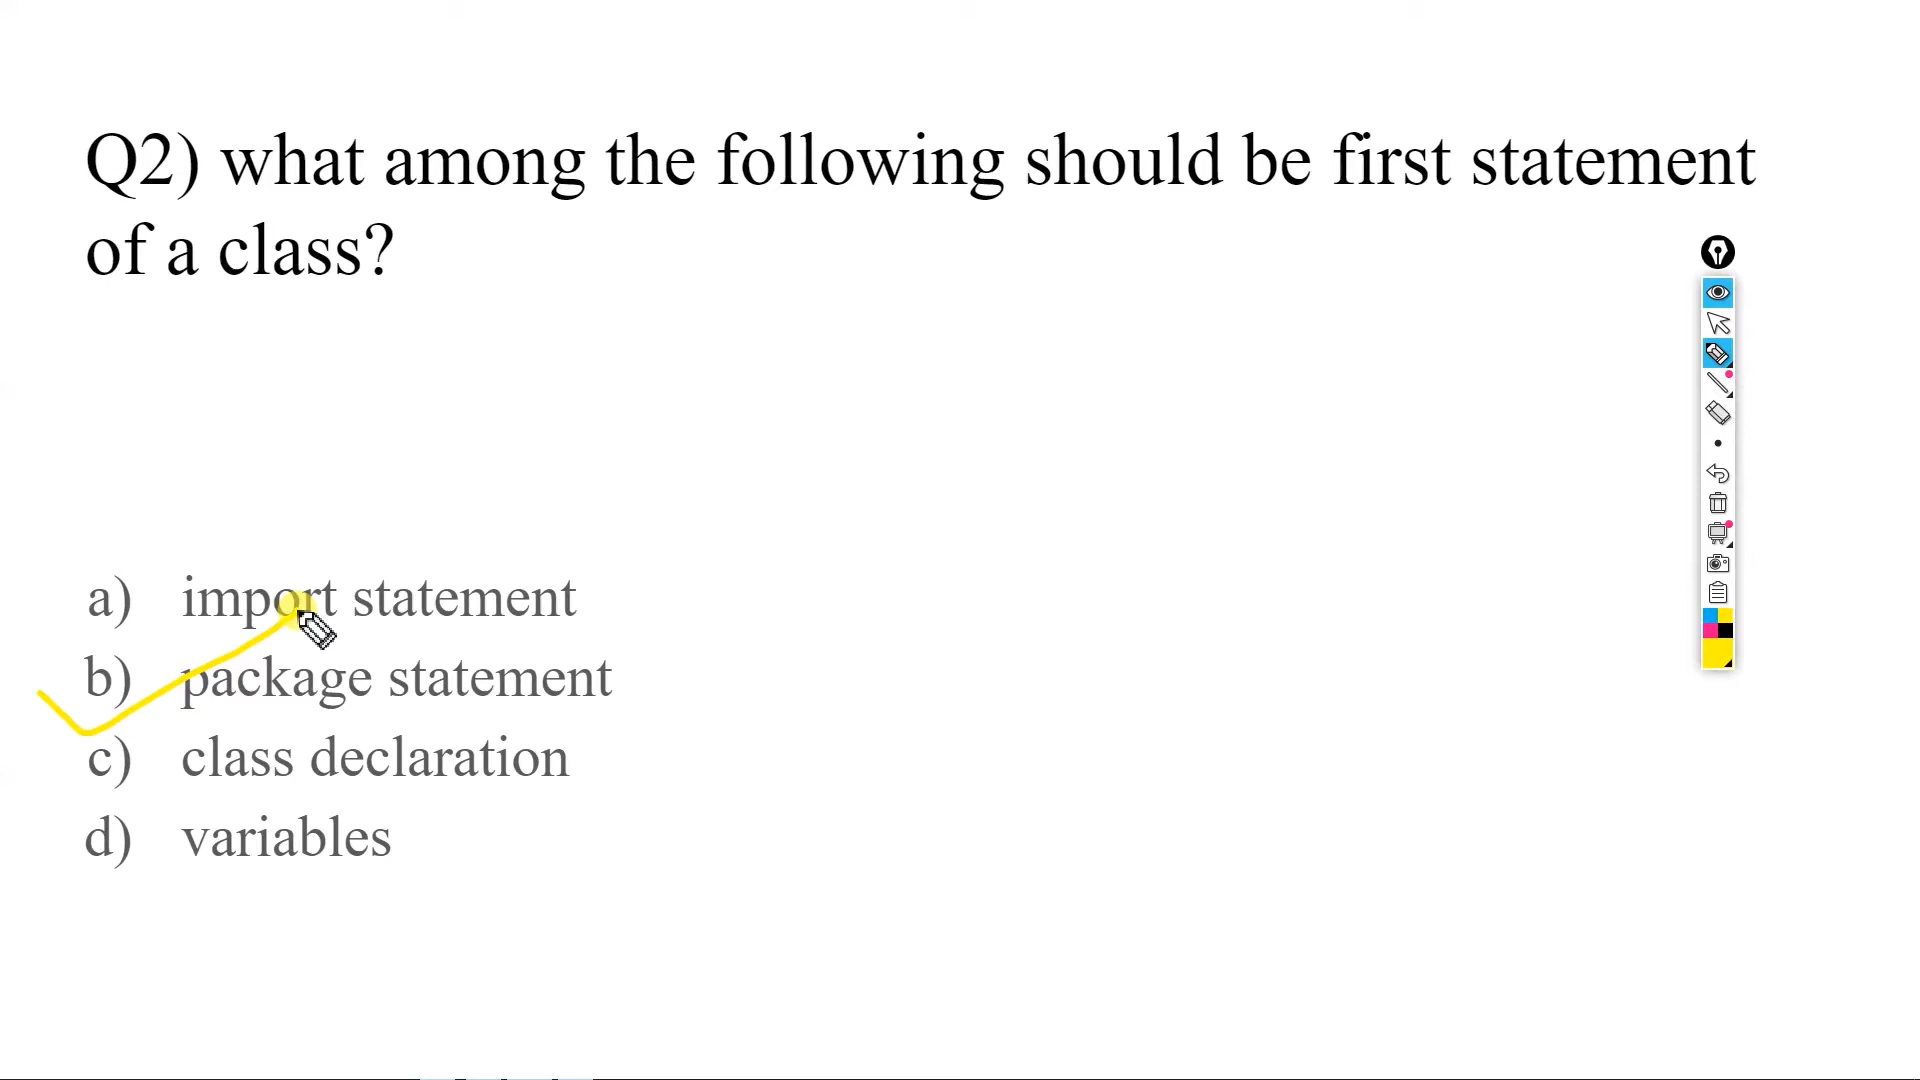 Q2) what among the following should be first statement
of a class?
a) import statement
b) package statement
c) class declaration
d) variables